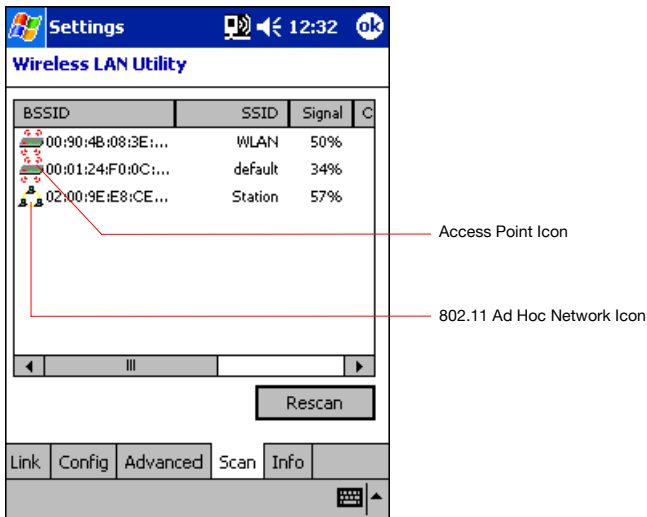 Settings 12:32 ok
Wireless LAN Utility
BSSID SSID Signal C
00:90:4B:08:3E:... WLAN 50%
00:01:24:F0:0C:... default 34%
02:00:9E:E8:CE... Station 57%
Access Point Icon
802.11 Ad Hoc Network Icon
Rescan
Link Config Advanced Scan Info